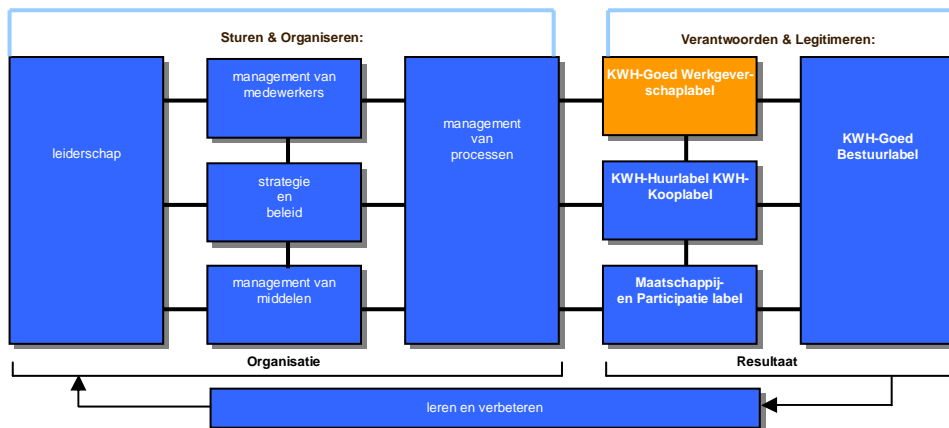 Sturen & Organiseren:
Verantwoorden & Legitimeren:
leiderschap
management van
medewerkers
strategie
en
beleid
management van
middelen
management
van
processen
KWH-Goed Werkgever-
schaplabel
KWH-Huurlabel KWH-
Kooplabel
Maatschappij-
en Participatie label
KWH-Goed
Bestuurlabel
Organisatie
Resultaat
leren en verbeteren